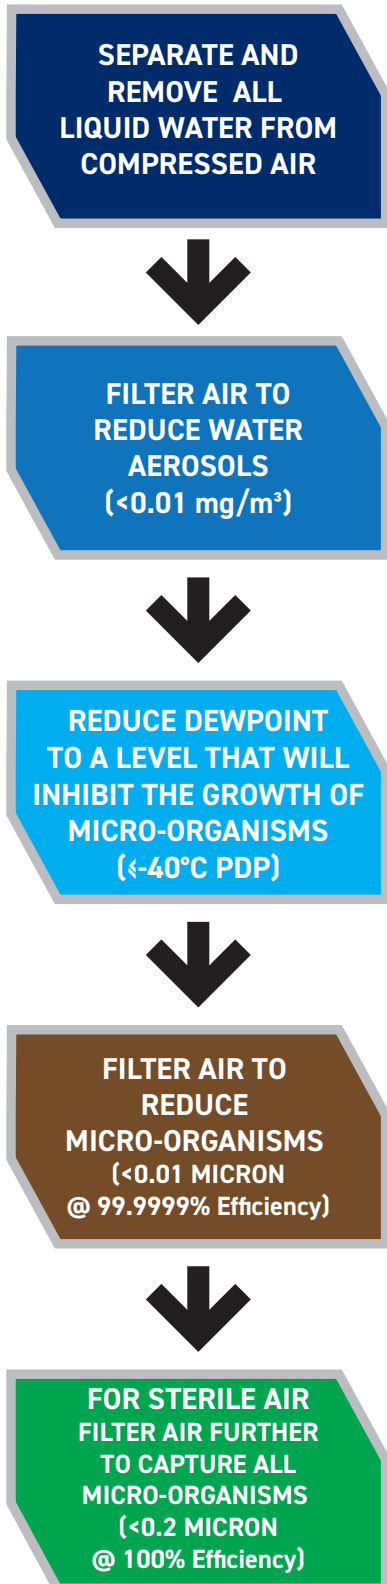 SEPARATE AND
REMOVE ALL
LIQUID WATER FROM
COMPRESSED AIR
FILTER AIR TO
REDUCE WATER
AEROSOLS
(<0.01 mg/m³)
REDUCE DEWPOINT
TO A LEVEL THAT WILL
INHIBIT THE GROWTH OF
MICRO-ORGANISMS
(≤-40°C PDP)
FILTER AIR TO
REDUCE
MICRO-ORGANISMS
(<0.01 MICRON
@ 99.9999% Efficiency)
FOR STERILE AIR
FILTER AIR FURTHER
TO CAPTURE ALL
MICRO-ORGANISMS
(<0.2 MICRON
@ 100% Efficiency)